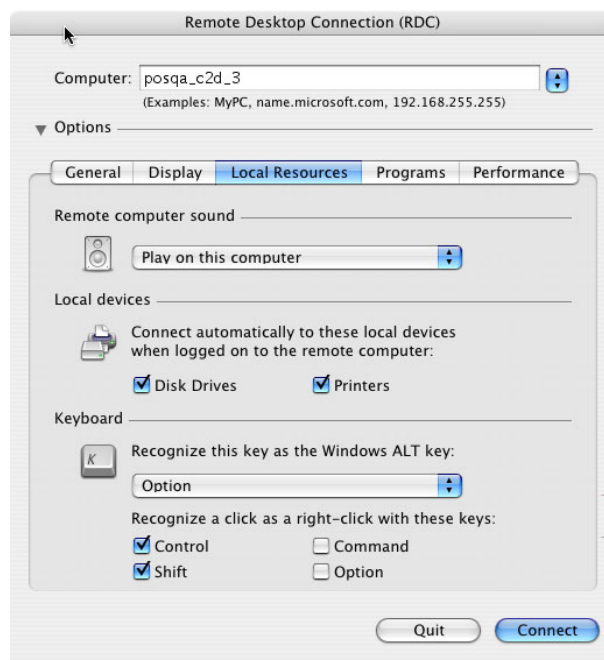 Remote Desktop Connection (RDC)
Computer: posqa_c2d_3
(Examples: MyPC, name.microsoft.com, 192.168.255.255)
Options
General Display Local Resources Programs Performance
Remote computer sound
Play on this computer
Local devices
Connect automatically to these local devices
when logged on to the remote computer:
Disk Drives Printers
Keyboard
K
Recognize this key as the Windows ALT key:
Option
Recognize a click as a right-click with these keys:
Control Command
Shift Option
Quit Connect